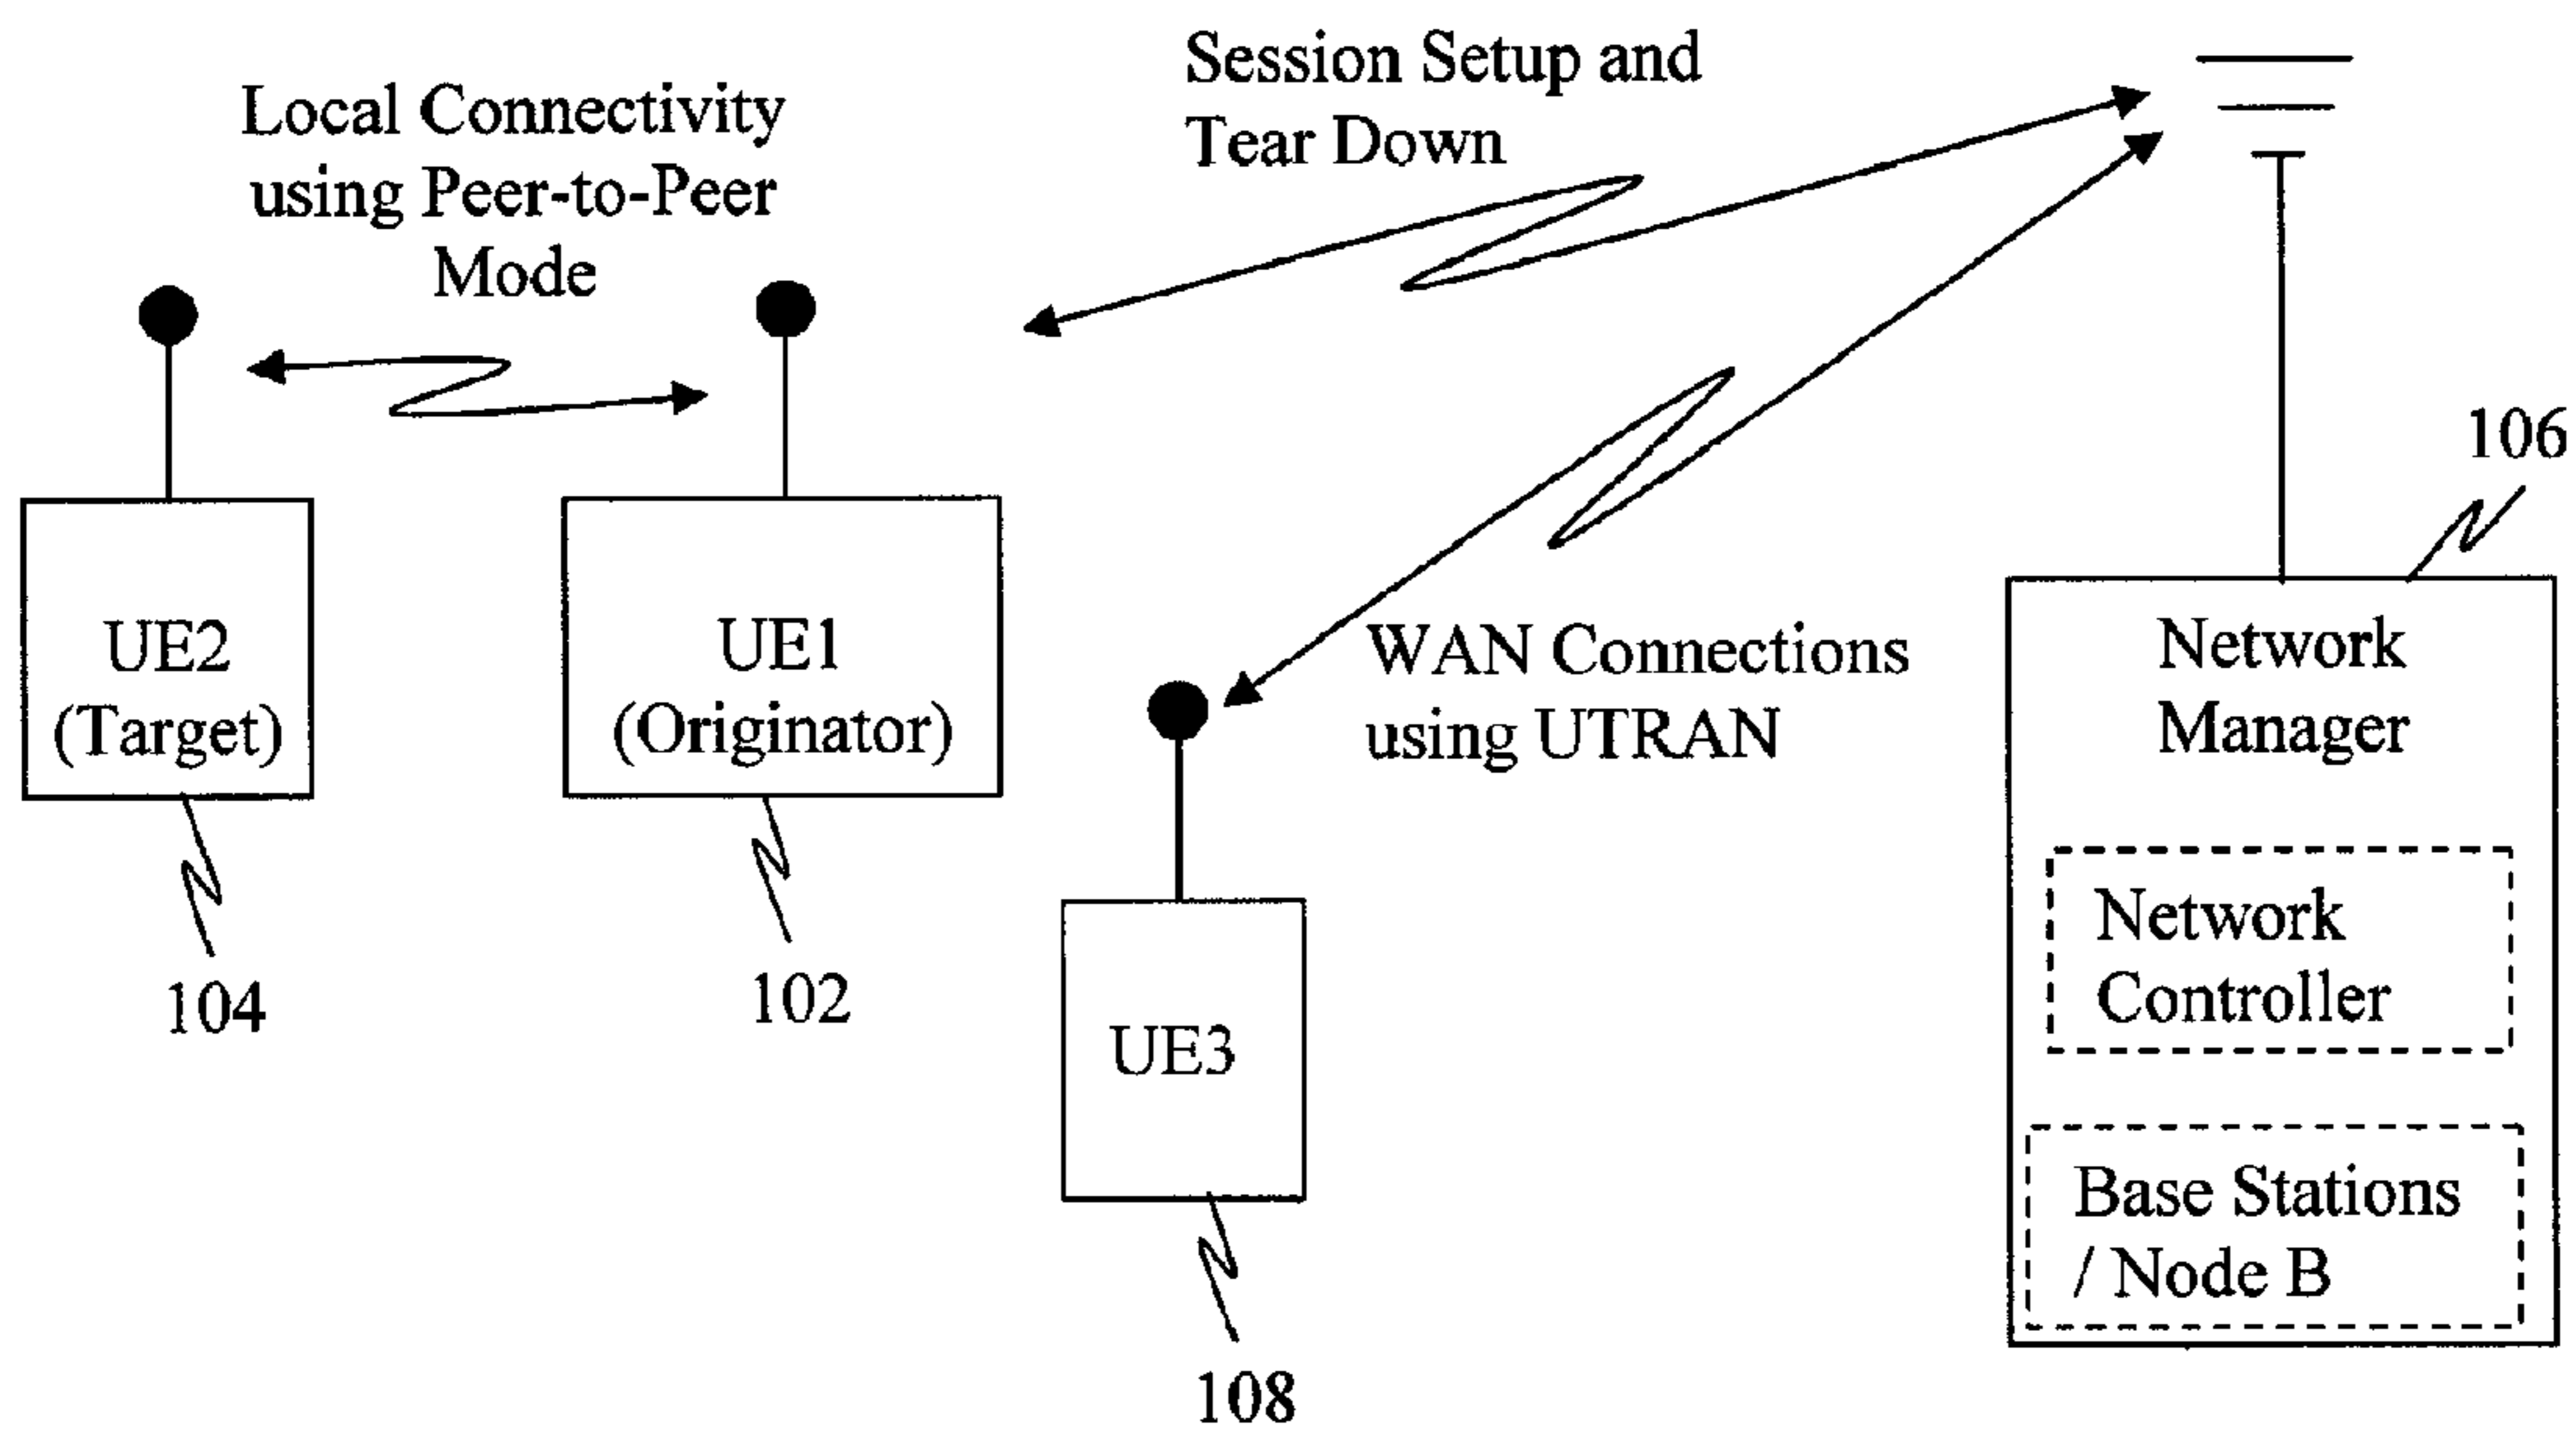 Local Connectivity
using Peer-to-Peer
Mode
Session Setup and
Tear Down
106
UE2
(Target)
UE1
(Originator)
WAN Connections
using UTRAN
Network
Manager
Network
Controller
Base Stations
/ Node B
104
102
UE3
108